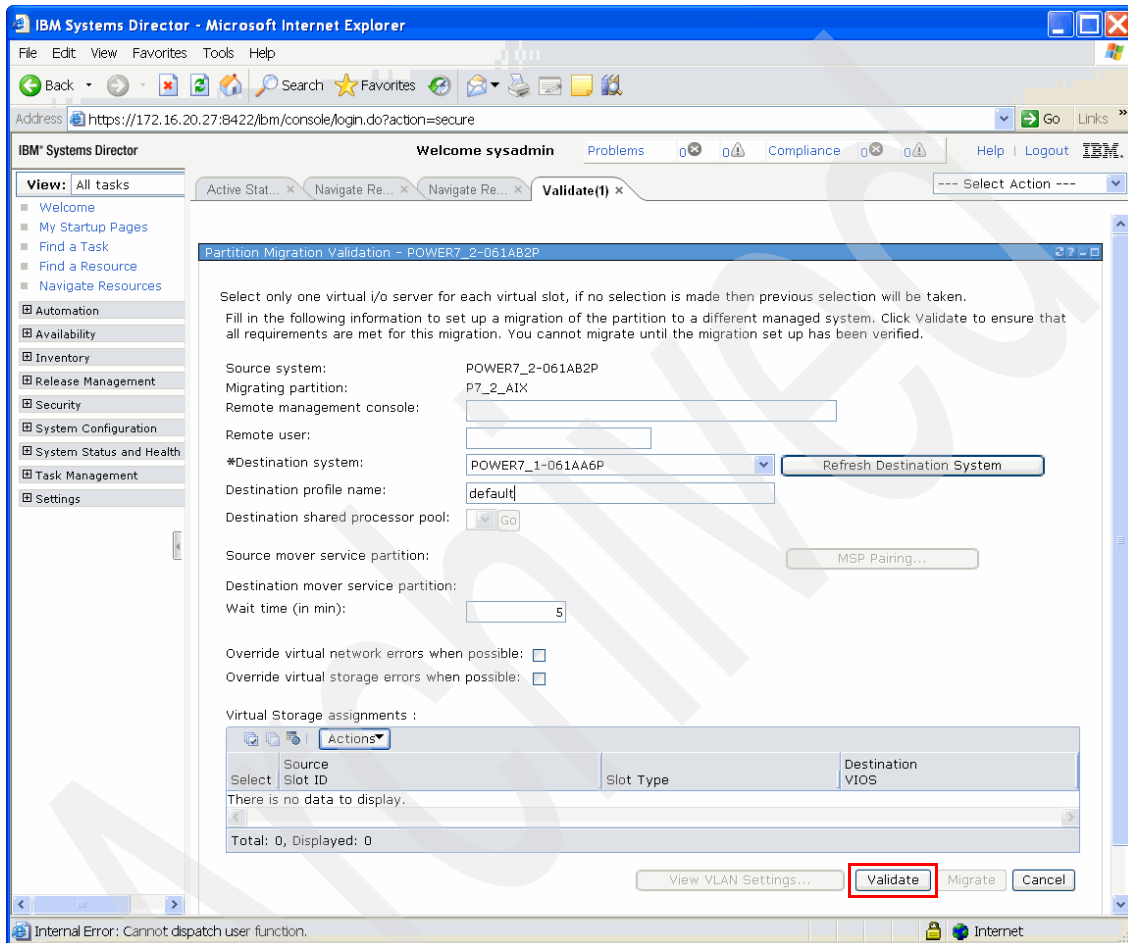 IBM Systems Director - Microsoft Internet Explorer
File Edit View Favorites Tools Help
Back Search Favorites
Address https://172.16.20.27:8422/ibm/console/login.do?action=secure Go Links »
IBM® Systems Director Welcome sysadmin Problems 0 0 Compliance 0 0 Help | Logout IBM.
View: All tasks
Active Stat... × Navigate Re... × Navigate Re... × Validate(1) × --- Select Action ---
Welcome
My Startup Pages
Find a Task
Find a Resource
Navigate Resources
Automation
Availability
Inventory
Release Management
Security
System Configuration
System Status and Health
Task Management
Settings
Partition Migration Validation - POWER7_2-061AB2P
Select only one virtual i/o server for each virtual slot, if no selection is made then previous selection will be taken.
Fill in the following information to set up a migration of the partition to a different managed system. Click Validate to ensure that
all requirements are met for this migration. You cannot migrate until the migration set up has been verified.
Source system: POWER7_2-061AB2P
Migrating partition: P7_2_AIX
Remote management console:
Remote user:
*Destination system: POWER7_1-061AA6P Refresh Destination System
Destination profile name: default
Destination shared processor pool: Go
Source mover service partition: MSP Pairing...
Destination mover service partition:
Wait time (in min): 5
Override virtual network errors when possible:
Override virtual storage errors when possible:
Virtual Storage assignments :
Actions
Select Source Slot ID Slot Type Destination VIOS
There is no data to display.
Total: 0, Displayed: 0
View VLAN Settings... Validate Migrate Cancel
Internal Error: Cannot dispatch user function. Internet
Archived